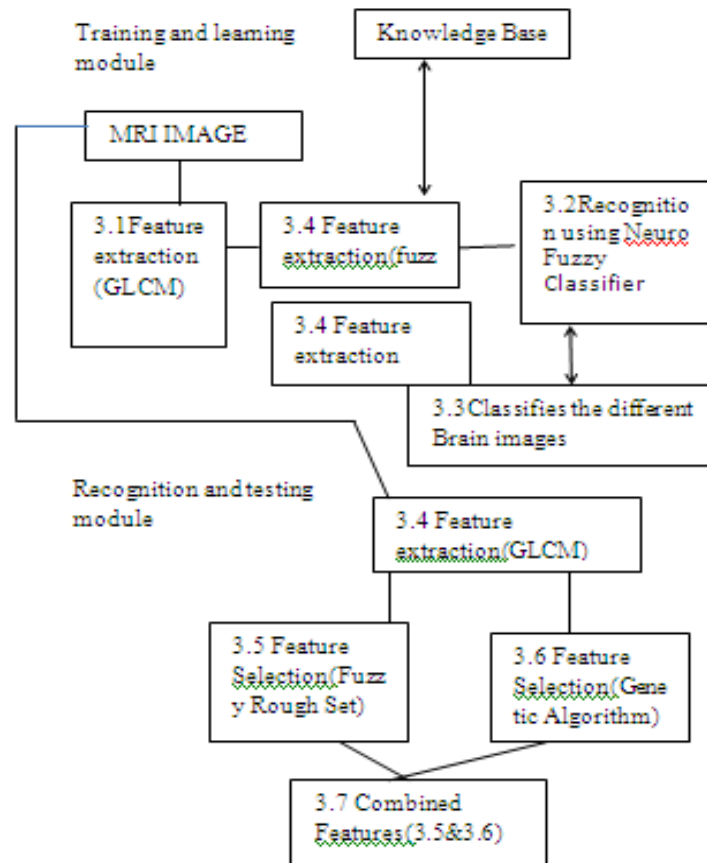 Training and learning
module
Knowledge Base
MRI IMAGE
3.1Feature
extraction
(GLCM)
3.4 Feature
extraction(fuzz
3.2Recognitio
n using Neuro
Fuzzy
Classifier
3.4 Feature
extraction
3.3Classifies the different
Brain images
Recognition and testing
module
3.4 Feature
extraction(GLCM)
3.5 Feature
Selection(Fuzz
y Rough Set)
3.6 Feature
Selection(Gene
tic Algorithm)
3.7 Combined
Features(3.5&3.6)